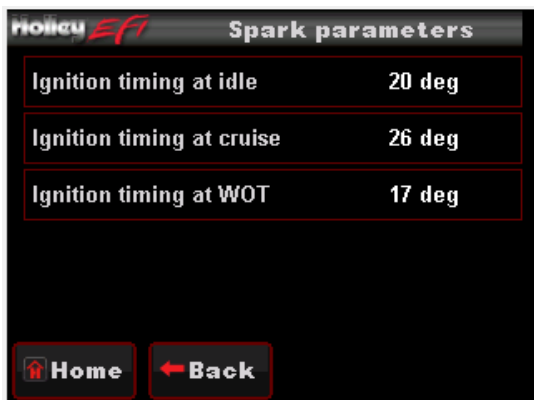 Holley EFI Spark parameters
Ignition timing at idle 20 deg
Ignition timing at cruise 26 deg
Ignition timing at WOT 17 deg
Home Back